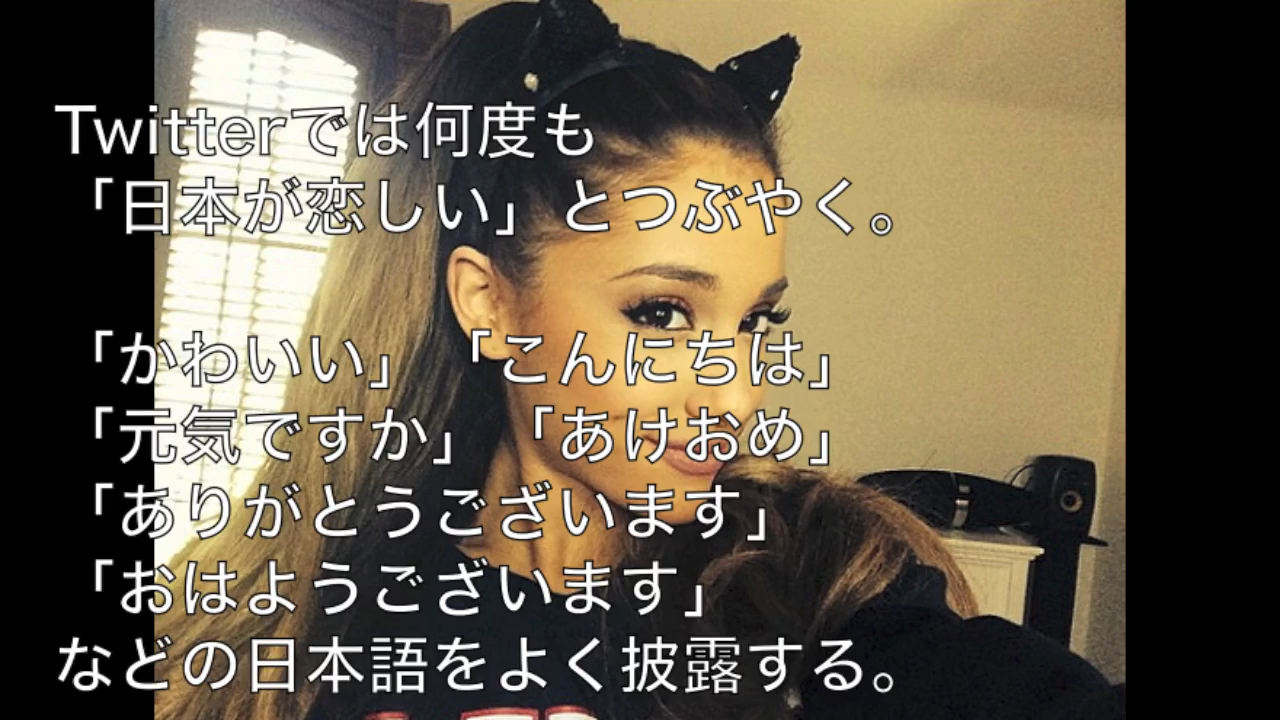 Twitterでは何度も
「日本が恋しい」とつぶやく。
「かわいい」「こんにちは」
「元気ですか」「あけおめ」
「ありがとうございます」
「おはようございます」
などの日本語をよく披露する。